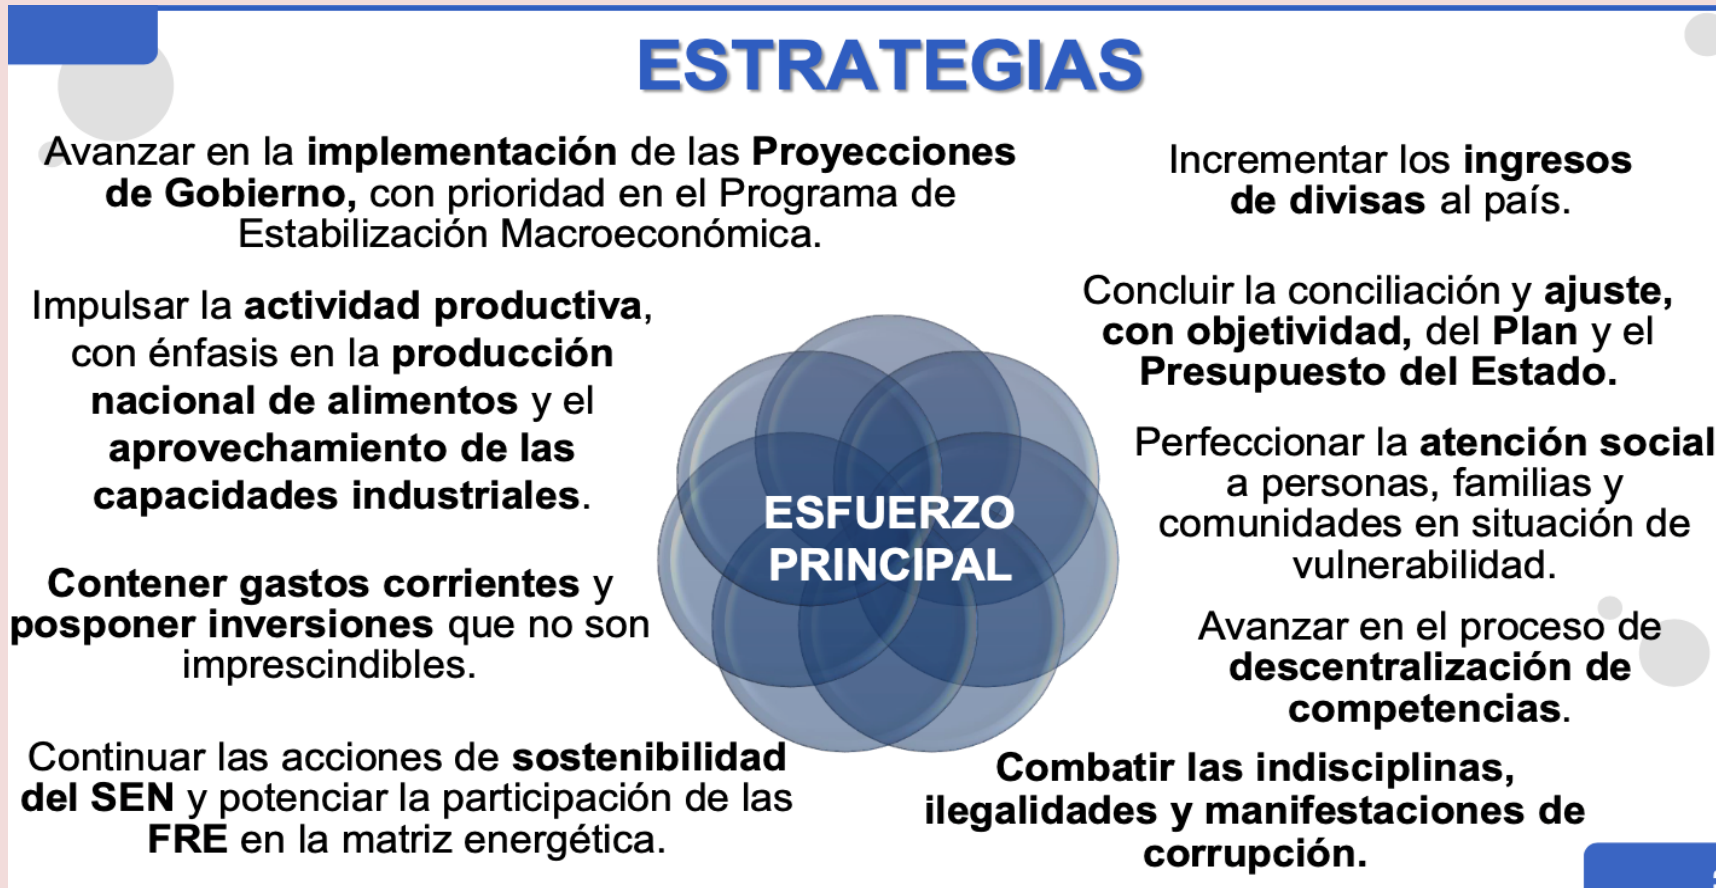 ESTRATEGIAS
Avanzar en la implementación de las Proyecciones
de Gobierno, con prioridad en el Programa de
Estabilización Macroeconómica.
Impulsar la actividad productiva,
con énfasis en la producción
nacional de alimentos y el
aprovechamiento de las
capacidades industriales.
Contener gastos corrientes y
posponer inversiones que no son
imprescindibles.
Continuar las acciones de sostenibilidad
del SEN y potenciar la participación de las
FRE en la matriz energética.
ESFUERZO
PRINCIPAL
Incrementar los ingresos
de divisas al país.
Concluir la conciliación y ajuste,
con objetividad, del Plan y el
Presupuesto del Estado.
Perfeccionar la atención social
a personas, familias y
comunidades en situación de
vulnerabilidad.
Avanzar en el proceso de
descentralización de
competencias.
Combatir las indisciplinas,
ilegalidades y manifestaciones de
corrupción.